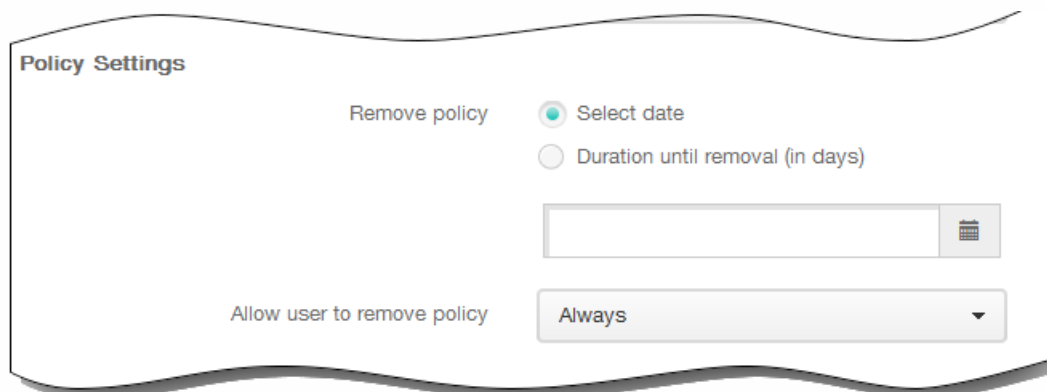 Policy Settings
Remove policy
Select date
Duration until removal (in days)
Allow user to remove policy
Always